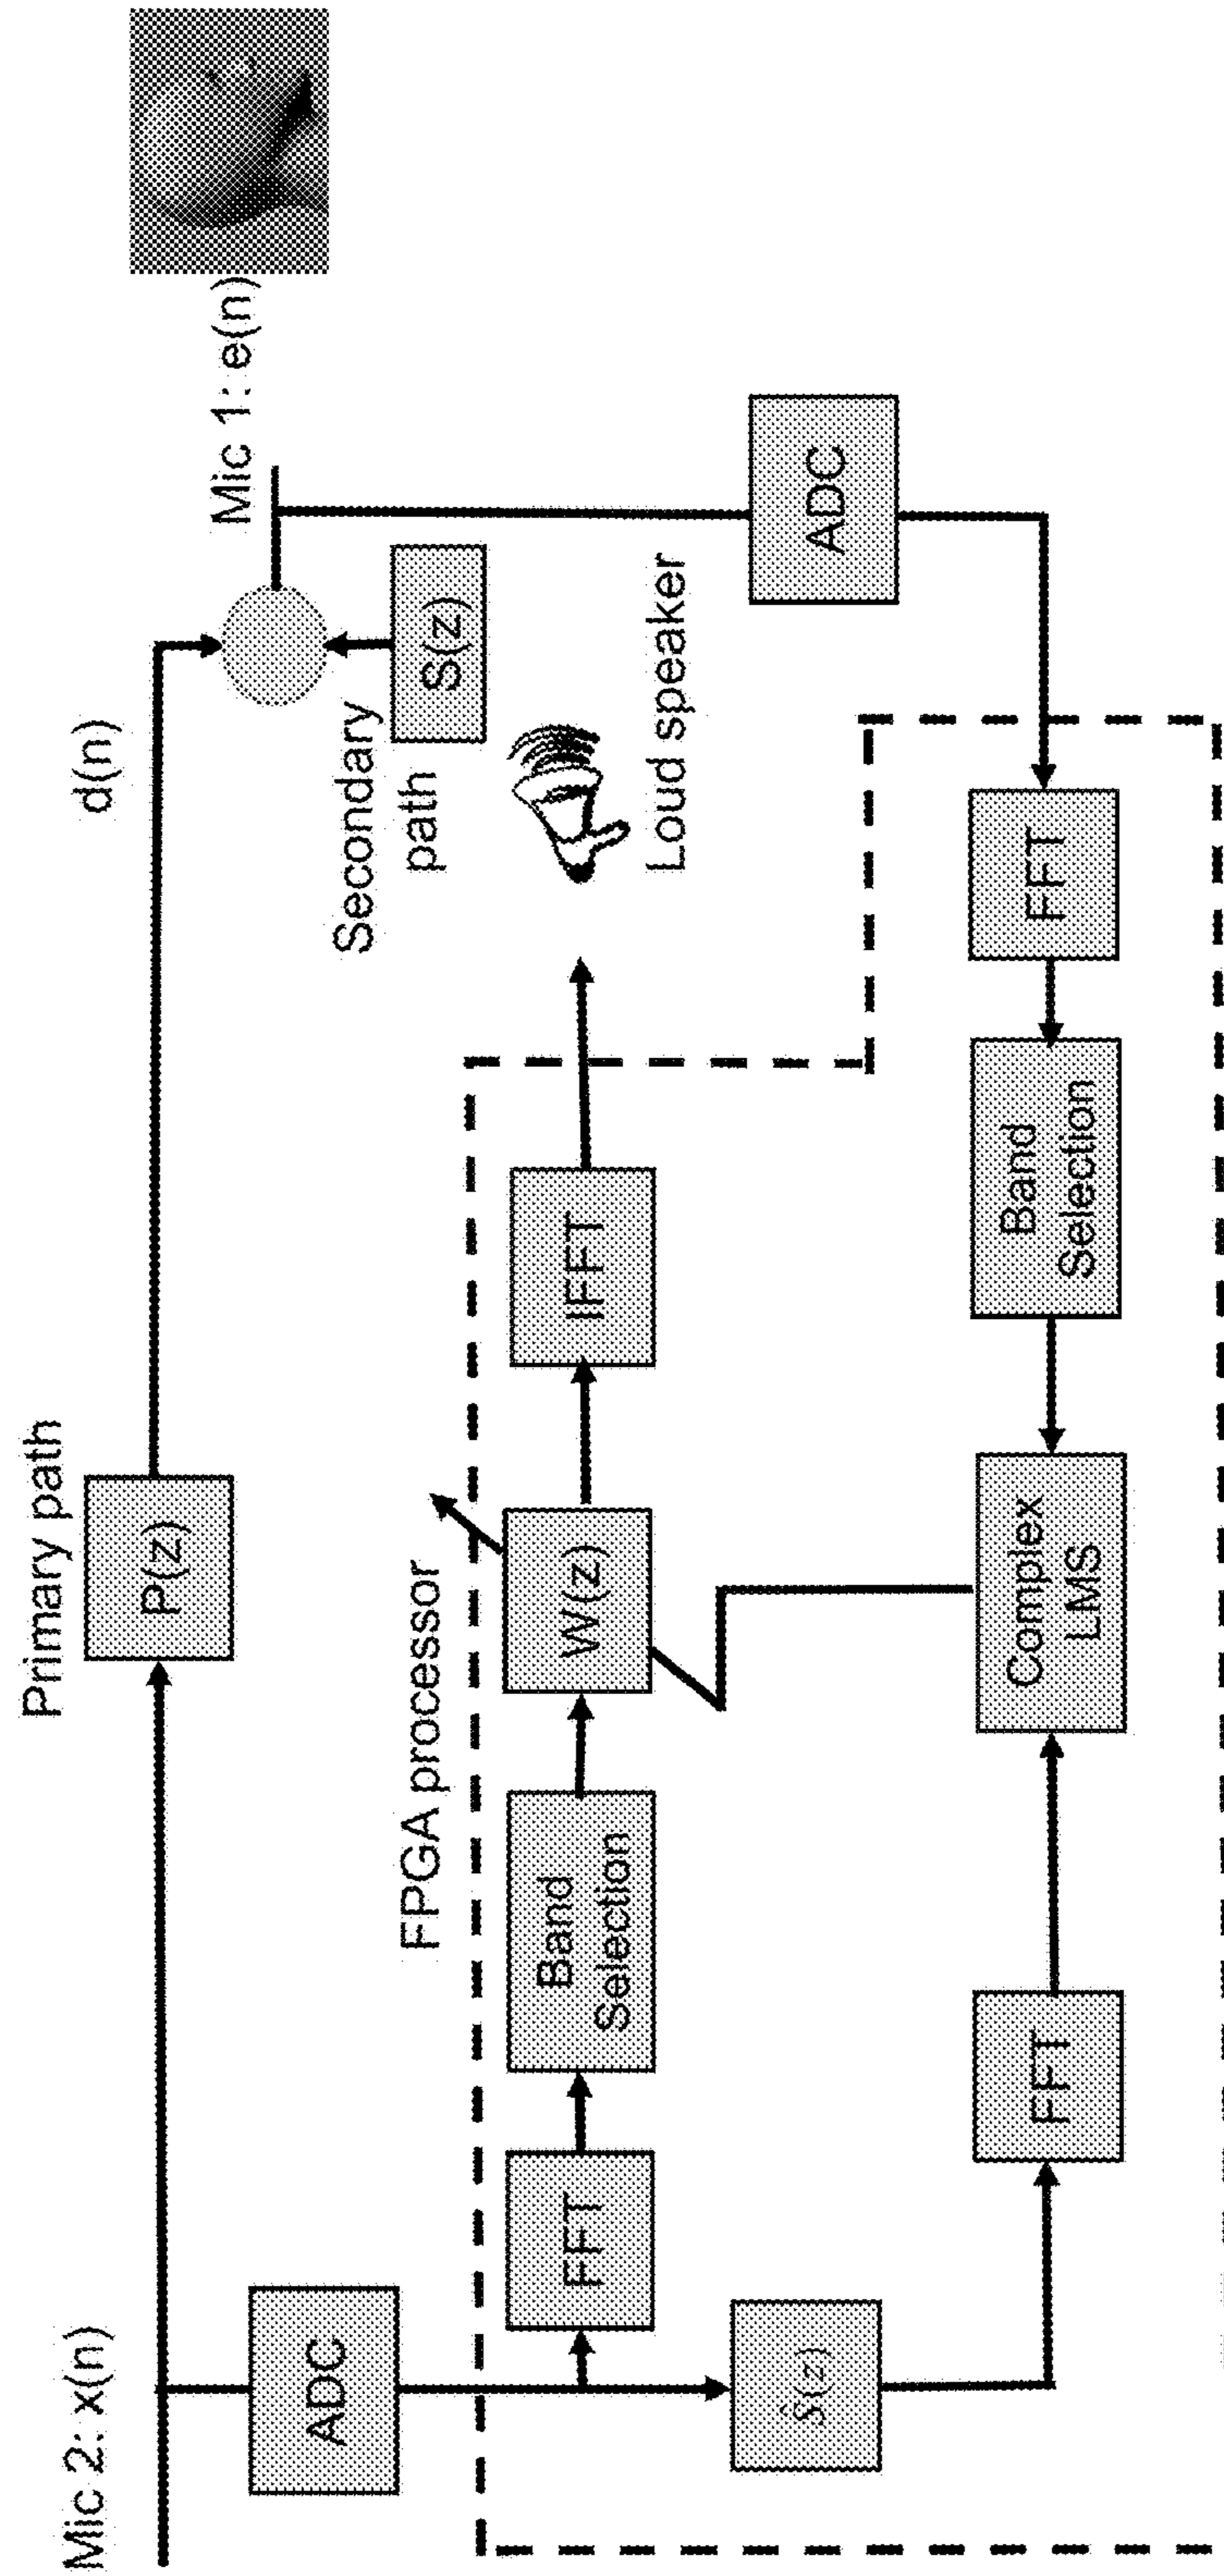 Mic 2: x(n)
Primary path
P(z)
d(n)
Mic 1: e(n)
ADC
FPGA processor
Secondary
path
S(z)
FFT
Band
Selection
W(z)
IFFT
Loud speaker
ADC
Ŝ(z)
FFT
Complex
LMS
Band
Selection
FFT